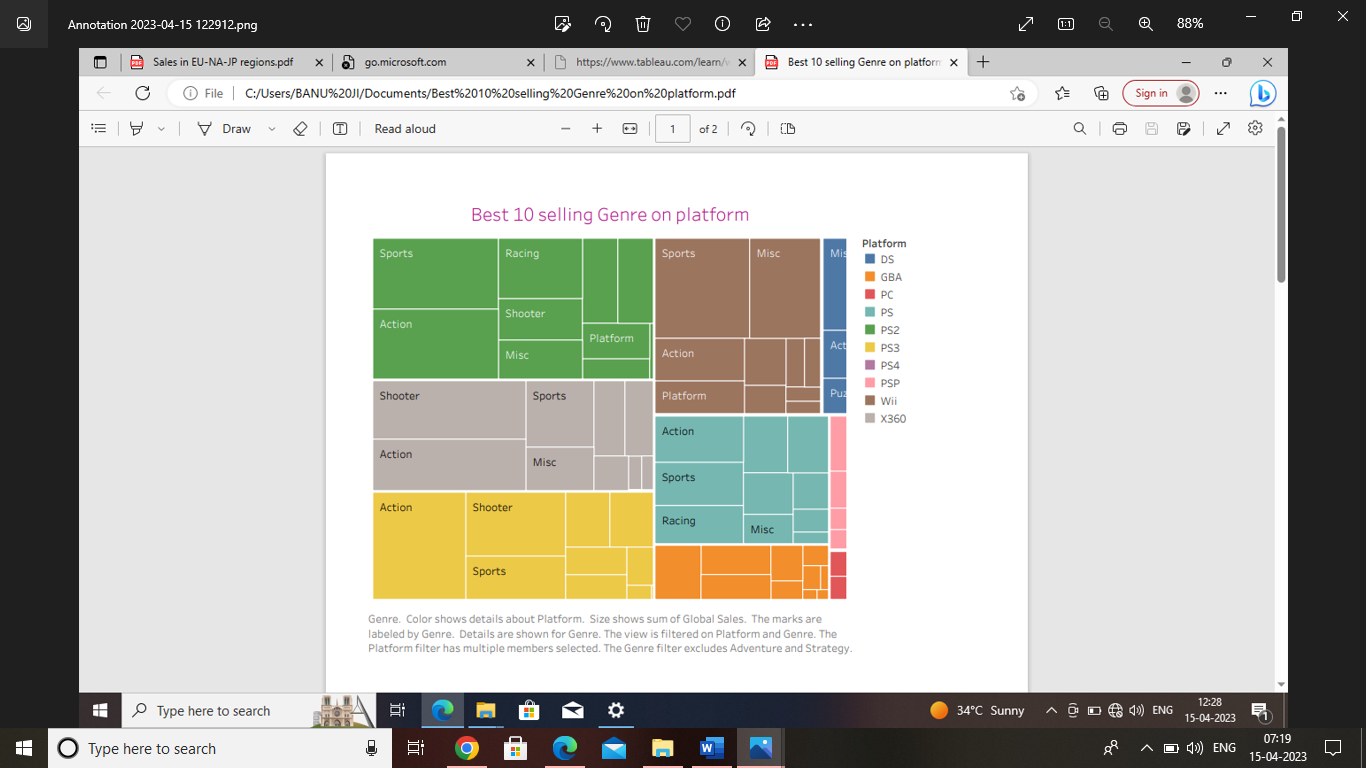 Annotation 2023-04-15 122912.png
88%
Sales in EU-NA-JP regions.pdf
go.microsoft.com
https://www.tableau.com/learn/
Best 10 selling Genre on platform
File
C:/Users/BANU%20JI/Documents/Best%2010%20selling%20Genre%20on%20platform.pdf
Sign in
Draw
Read aloud
1
of 2
Best 10 selling Genre on platform
Sports
Racing
Shooter
Action
Misc
Platform
Sports
Misc
Action
Platform
Mis
Act
Puz
Shooter
Sports
Action
Misc
Action
Sports
Racing
Misc
Action
Shooter
Sports
Platform
DS
GBA
PC
PS
PS2
PS3
PS4
PSP
Wii
X360
Genre. Color shows details about Platform. Size shows sum of Global Sales. The marks are
labeled by Genre. Details are shown for Genre. The view is filtered on Platform and Genre. The
Platform filter has multiple members selected. The Genre filter excludes Adventure and Strategy.
Type here to search
34°C Sunny
ENG
12:28
15-04-2023
1
Type here to search
ENG
07:19
15-04-2023